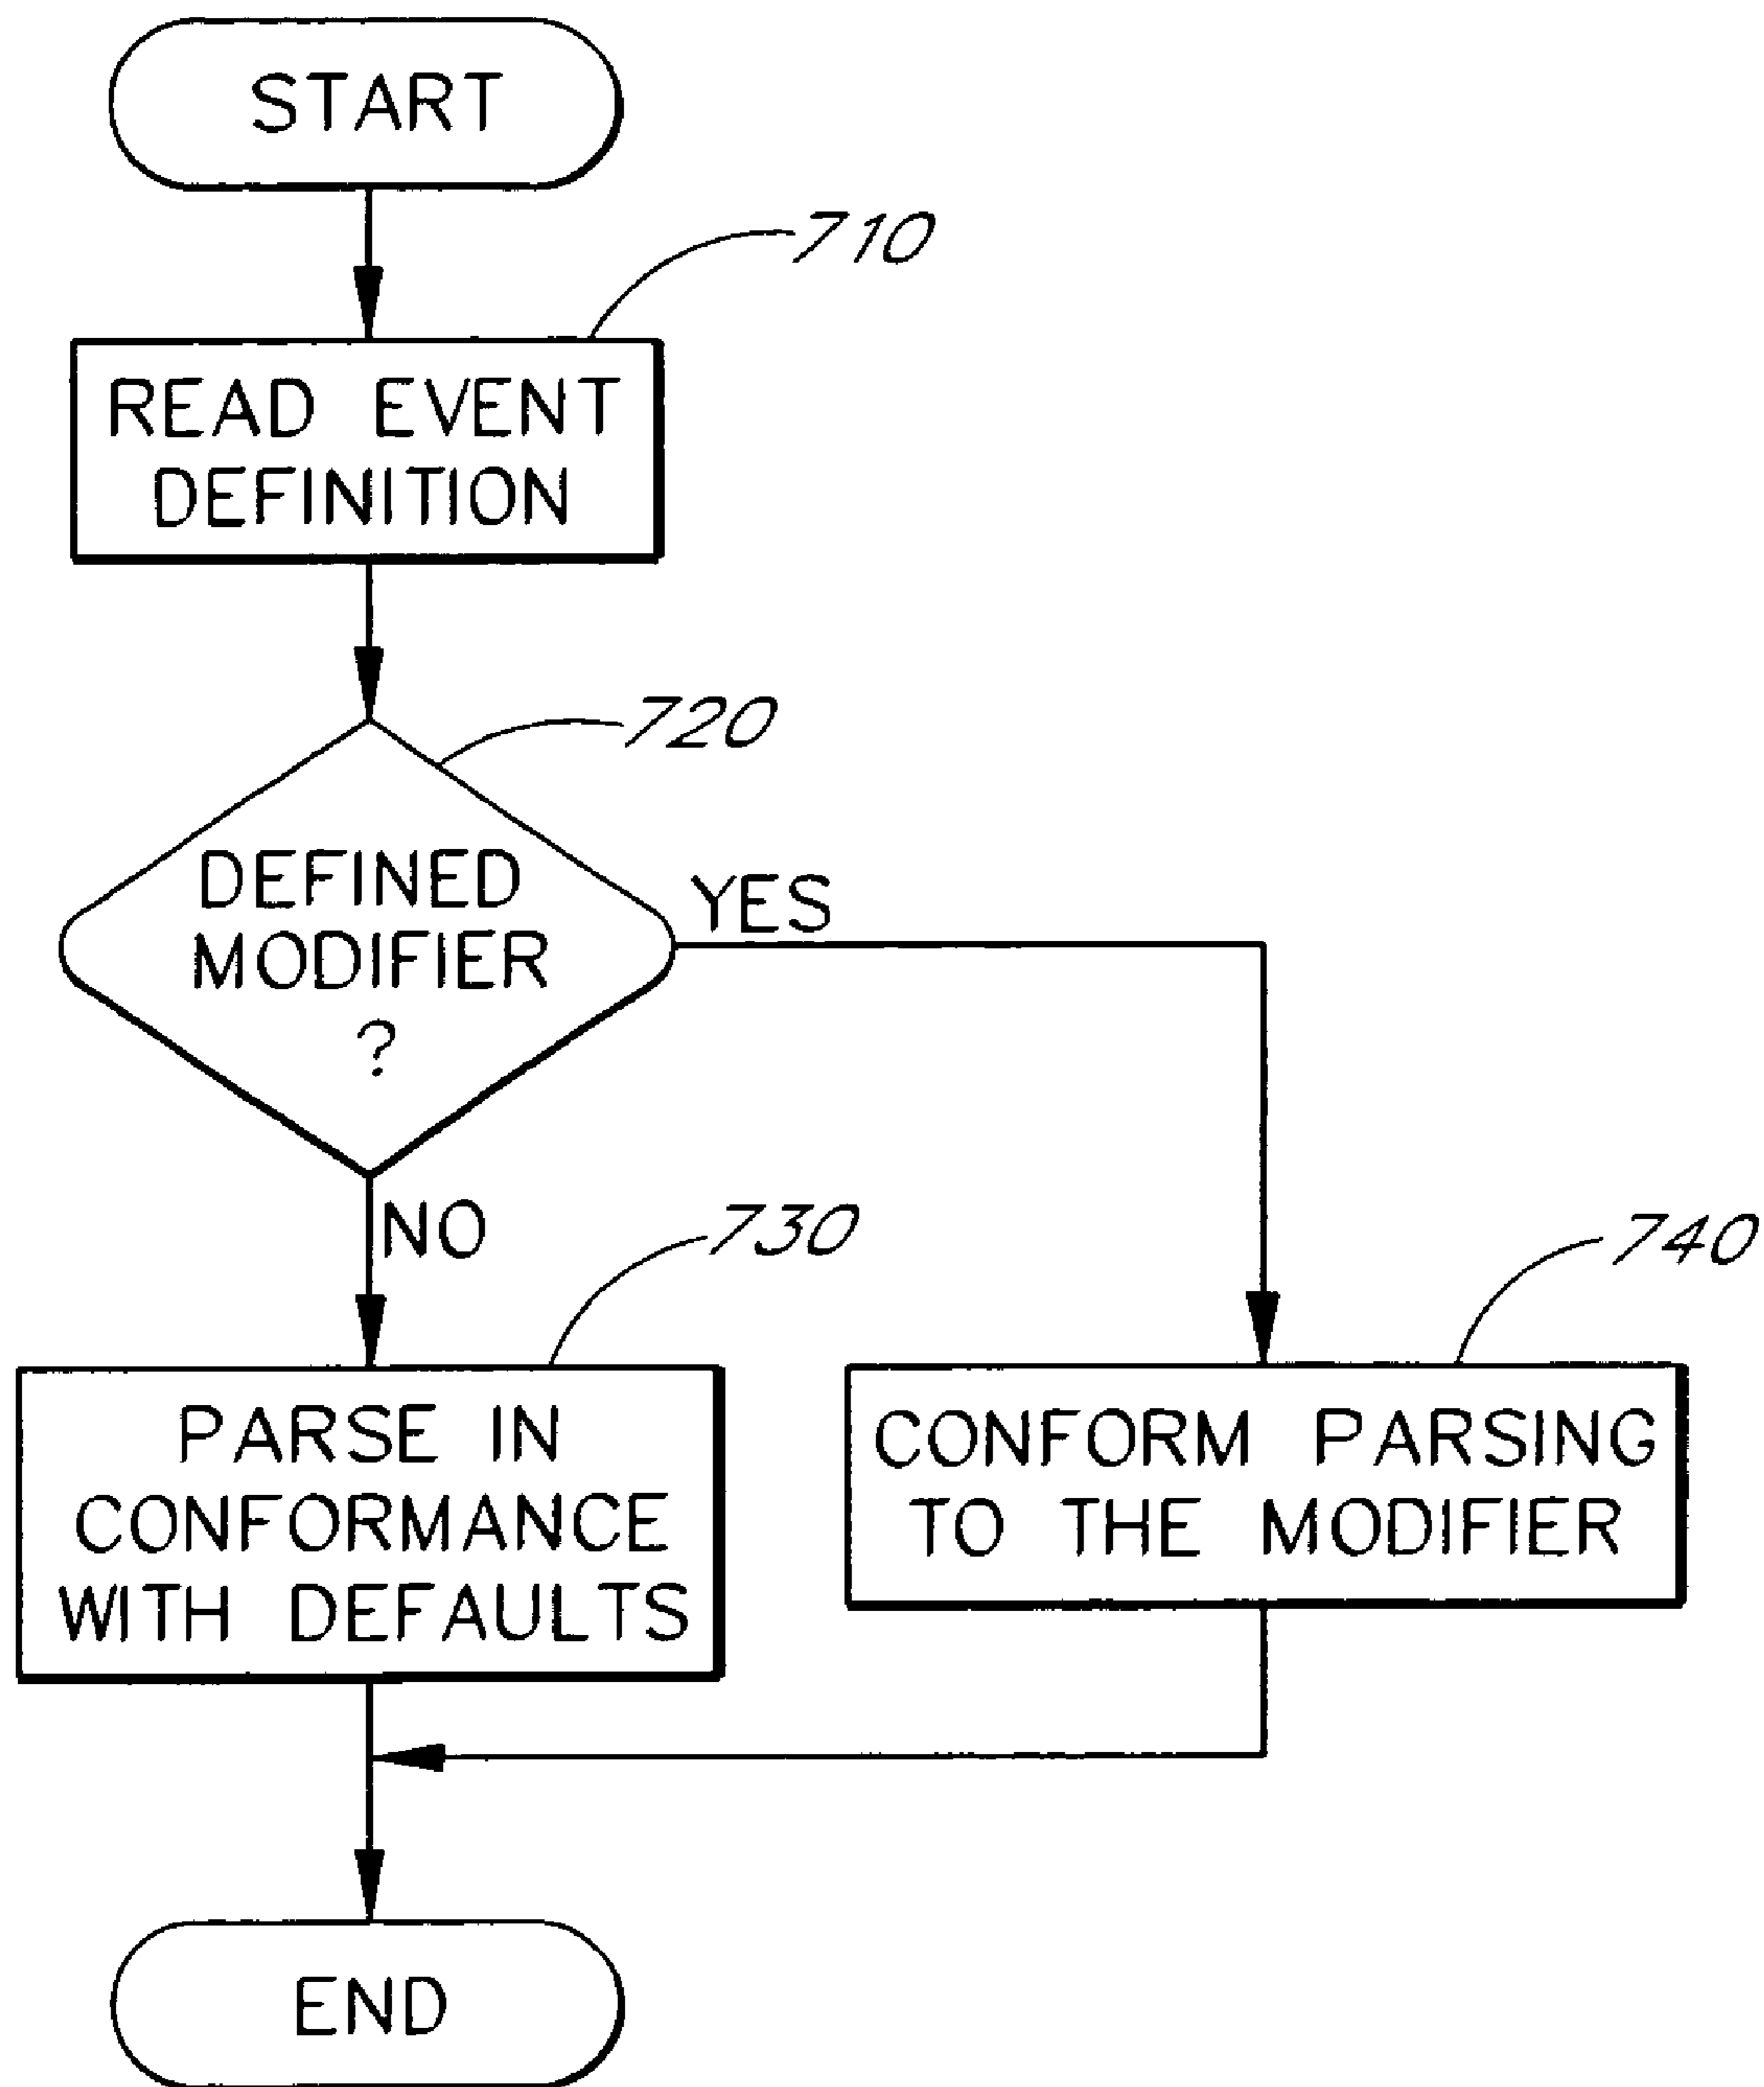 START
710
READ EVENT
DEFINITION
720
DEFINED
MODIFIER
?
YES
NO
730
740
PARSE IN
CONFORMANCE
WITH DEFAULTS
CONFORM PARSING
TO THE MODIFIER
END